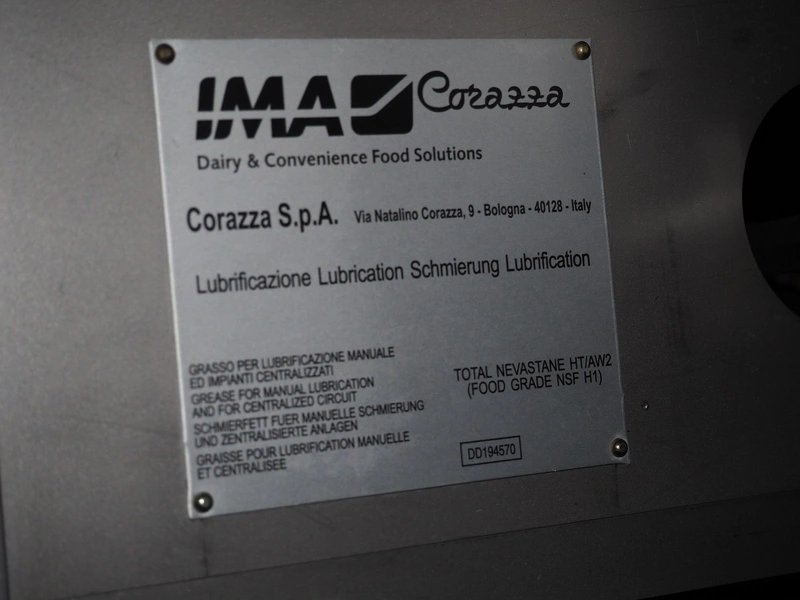 IMA Corazza
Dairy & Convenience Food Solutions
Corazza S.p.A. Via Natalino Corazza, 9 - Bologna - 40128 - Italy
Lubrificazione Lubrication Schmierung Lubrification
GRASSO PER LUBRIFICAZIONE MANUALE
ED IMPIANTI CENTRALIZZATI
GREASE FOR MANUAL LUBRICATION
AND FOR CENTRALIZED CIRCUIT
SCHMIERFETT FUER MANUELLE SCHMIERUNG
UND ZENTRALISIERTE ANLAGEN
GRAISSE POUR LUBRIFICATION MANUELLE
ET CENTRALISEE
TOTAL NEVASTANE HT/AW2
(FOOD GRADE NSF H1)
DD194570